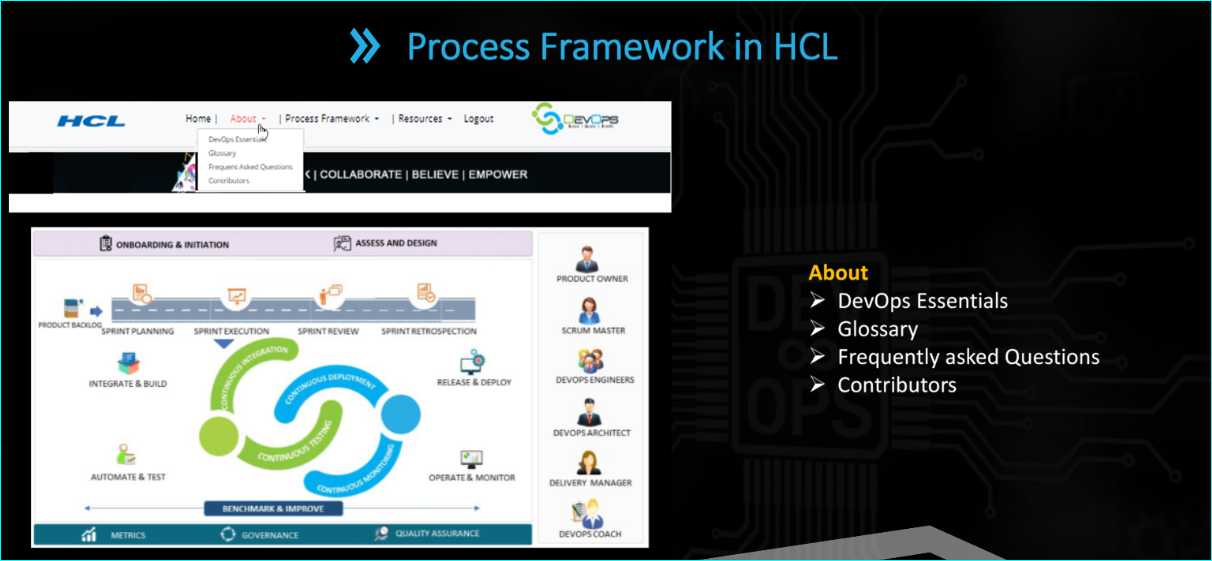 Process Framework in HCL
HCL
Home | About | Process Framework | Resources Logout
DEVOPS
DevOps Essentials
Glossary
Frequent Asked Questions
Contributors
| COLLABORATE | BELIEVE | EMPOWER
ONBOARDING & INITIATION
ASSESS AND DESIGN
PRODUCT BACKLOG
SPRINT PLANNING
SPRINT EXECUTION
SPRINT REVIEW
SPRINT RETROSPECTION
INTEGRATE & BUILD
CONTINUOUS INTEGRATION
CONTINUOUS DEPLOYMENT
RELEASE & DEPLOY
AUTOMATE & TEST
CONTINUOUS TESTING
CONTINUOUS MONITORING
OPERATE & MONITOR
BENCHMARK & IMPROVE
METRICS
GOVERNANCE
QUALITY ASSURANCE
PRODUCT OWNER
SCRUM MASTER
DEVOPS ENGINEERS
DEVOPS ARCHITECT
DELIVERY MANAGER
DEVOPS COACH
About
DevOps Essentials
Glossary
Frequently asked Questions
Contributors
DEV
OPS